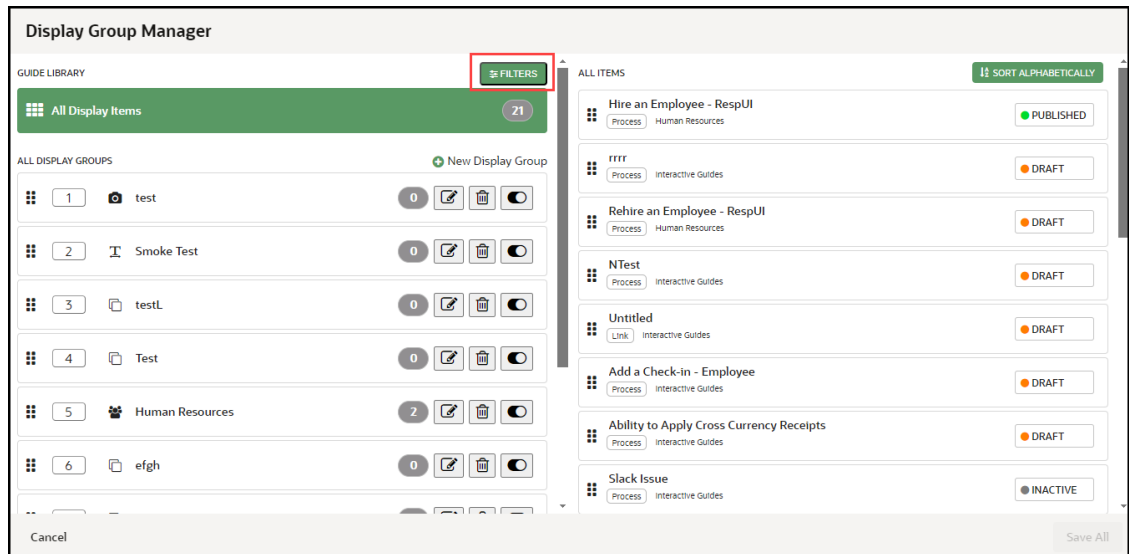 Display Group Manager
GUIDE LIBRARY
FILTERS
All Display Items
21
ALL DISPLAY GROUPS
New Display Group
1
test
0
2
Smoke Test
0
3
testL
0
4
Test
0
5
Human Resources
2
6
efgh
0
ALL ITEMS
SORT ALPHABETICALLY
Hire an Employee - RespUI
Process Human Resources
PUBLISHED
rrrr
Process Interactive Guides
DRAFT
Rehire an Employee - RespUI
Process Human Resources
DRAFT
NTest
Process Interactive Guides
DRAFT
Untitled
Link Interactive Guides
DRAFT
Add a Check-in - Employee
Process Interactive Guides
DRAFT
Ability to Apply Cross Currency Receipts
Process Interactive Guides
DRAFT
Slack Issue
Process Interactive Guides
INACTIVE
Cancel
Save All